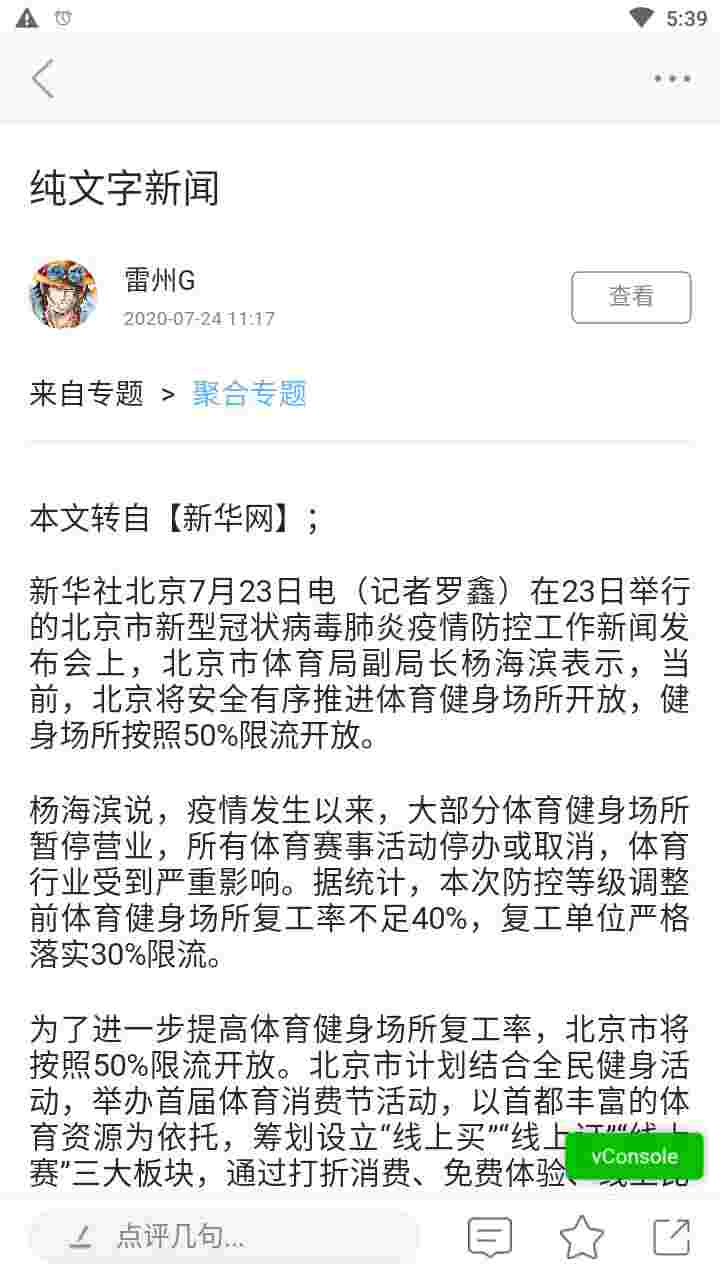 5:39
纯文字新闻
雷州G
2020-07-24 11:17
查看
来自专题 > 聚合专题
本文转自【新华网】；
新华社北京7月23日电（记者罗鑫）在23日举行
的北京市新型冠状病毒肺炎疫情防控工作新闻发
布会上，北京市体育局副局长杨海滨表示，当
前，北京将安全有序推进体育健身场所开放，健
身场所按照50%限流开放。
杨海滨说，疫情发生以来，大部分体育健身场所
暂停营业，所有体育赛事活动停办或取消，体育
行业受到严重影响。据统计，本次防控等级调整
前体育健身场所复工率不足40%，复工单位严格
落实30%限流。
为了进一步提高体育健身场所复工率，北京市将
按照50%限流开放。北京市计划结合全民健身活
动，举办首届体育消费节活动，以首都丰富的体
育资源为依托，筹划设立“线上买”“线上
赛”三大板块，通过打折消费、免费体验、
vConsole
点评几句...